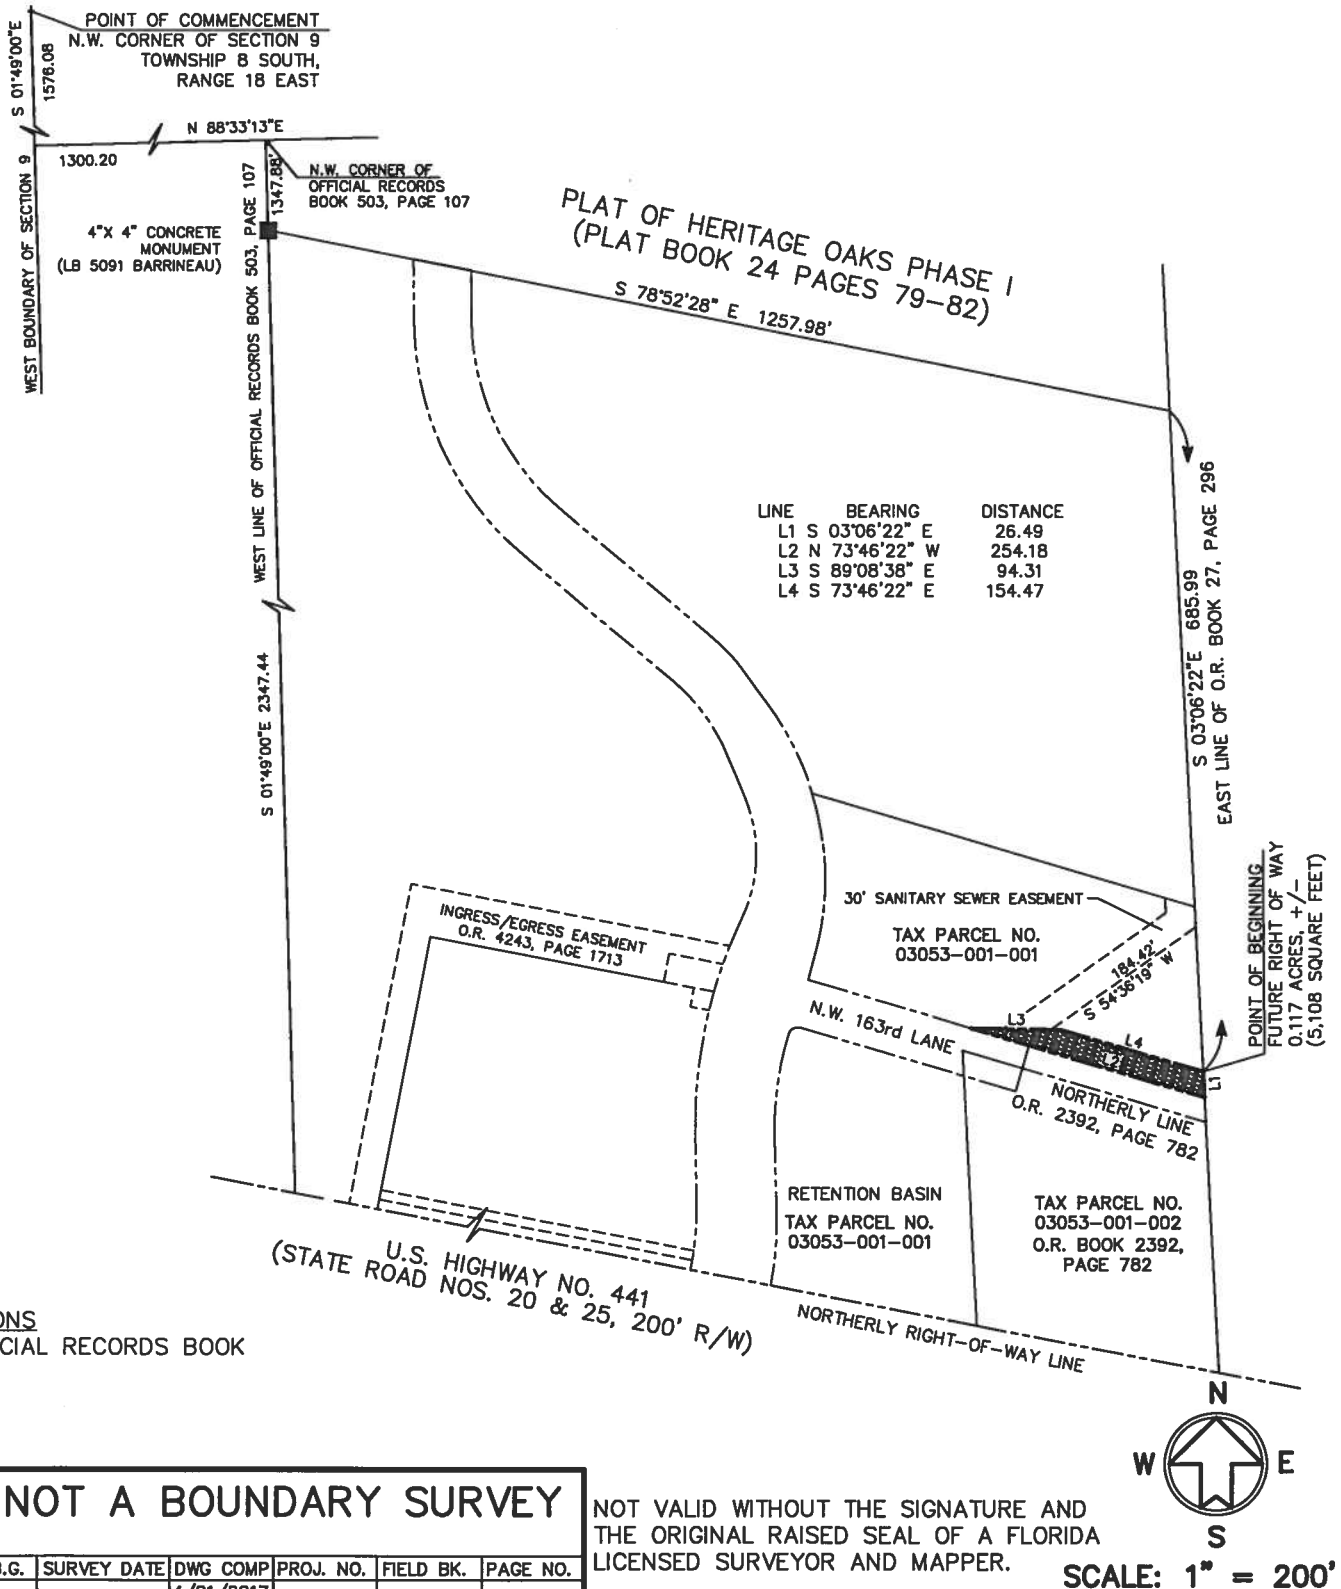 POINT OF COMMENCEMENT
N.W. CORNER OF SECTION 9
TOWNSHIP 8 SOUTH,
RANGE 18 EAST
S 01°49'00"E
1576.08
N 88°33'13"E
1300.20
WEST BOUNDARY OF SECTION 9
N.W. CORNER OF
OFFICIAL RECORDS
BOOK 503, PAGE 107
1347.88'
4"X 4" CONCRETE
MONUMENT
(LB 5091 BARRINEAU)
WEST LINE OF OFFICIAL RECORDS BOOK 503, PAGE 107
S 01°49'00"E 2347.44
PLAT OF HERITAGE OAKS PHASE I
(PLAT BOOK 24 PAGES 79-82)
S 78°52'28" E 1257.98'
LINE BEARING DISTANCE
L1 S 03°06'22" E 26.49
L2 N 73°46'22" W 254.18
L3 S 89°08'38" E 94.31
L4 S 73°46'22" E 154.47
S 03°06'22"E 685.99
EAST LINE OF O.R. BOOK 27, PAGE 296
30' SANITARY SEWER EASEMENT
TAX PARCEL NO.
03053-001-001
184.42'
S 54°36'19" W
POINT OF BEGINNING
FUTURE RIGHT OF WAY
0.117 ACRES, +/-
(5,108 SQUARE FEET)
INGRESS/EGRESS EASEMENT
O.R. 4243, PAGE 1713
N.W. 163rd LANE
L3
L4
L2
L1
NORTHERLY LINE
O.R. 2392, PAGE 782
RETENTION BASIN
TAX PARCEL NO.
03053-001-001
TAX PARCEL NO.
03053-001-002
O.R. BOOK 2392,
PAGE 782
U.S. HIGHWAY NO. 441
(STATE ROAD NOS. 20 & 25, 200' R/W)
NORTHERLY RIGHT-OF-WAY LINE
ONS
CIAL RECORDS BOOK
N
W E
S
SCALE: 1" = 200'
NOT A BOUNDARY SURVEY
NOT VALID WITHOUT THE SIGNATURE AND
THE ORIGINAL RAISED SEAL OF A FLORIDA
LICENSED SURVEYOR AND MAPPER.
.G. SURVEY DATE DWG COMP PROJ. NO. FIELD BK. PAGE NO.